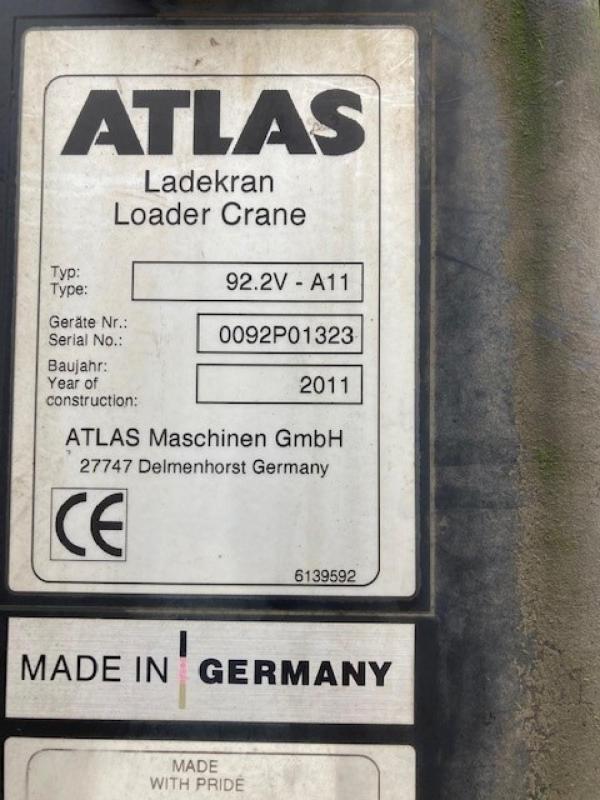 ATLAS
Ladekran
Loader Crane
Typ:
Type:
92.2V - A11
Geräte Nr.:
Serial No.:
0092P01323
Baujahr:
Year of
construction:
2011
ATLAS Maschinen GmbH
27747 Delmenhorst Germany
CE
6139592
MADE IN GERMANY
MADE
WITH PRIDE